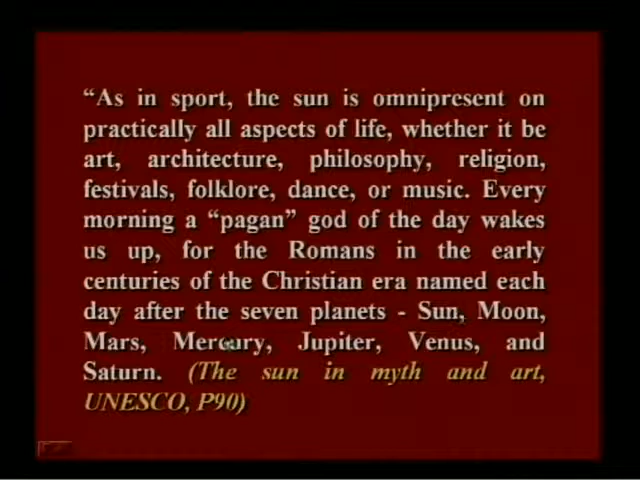 “As in sport, the sun is omnipresent on
practically all aspects of life, whether it be
art, architecture, philosophy, religion,
festivals, folklore, dance, or music. Every
morning a “pagan” god of the day wakes
us up, for the Romans in the early
centuries of the Christian era named each
day after the seven planets - Sun, Moon,
Mars, Mercury, Jupiter, Venus, and
Saturn. (The sun in myth and art,
UNESCO, P90)